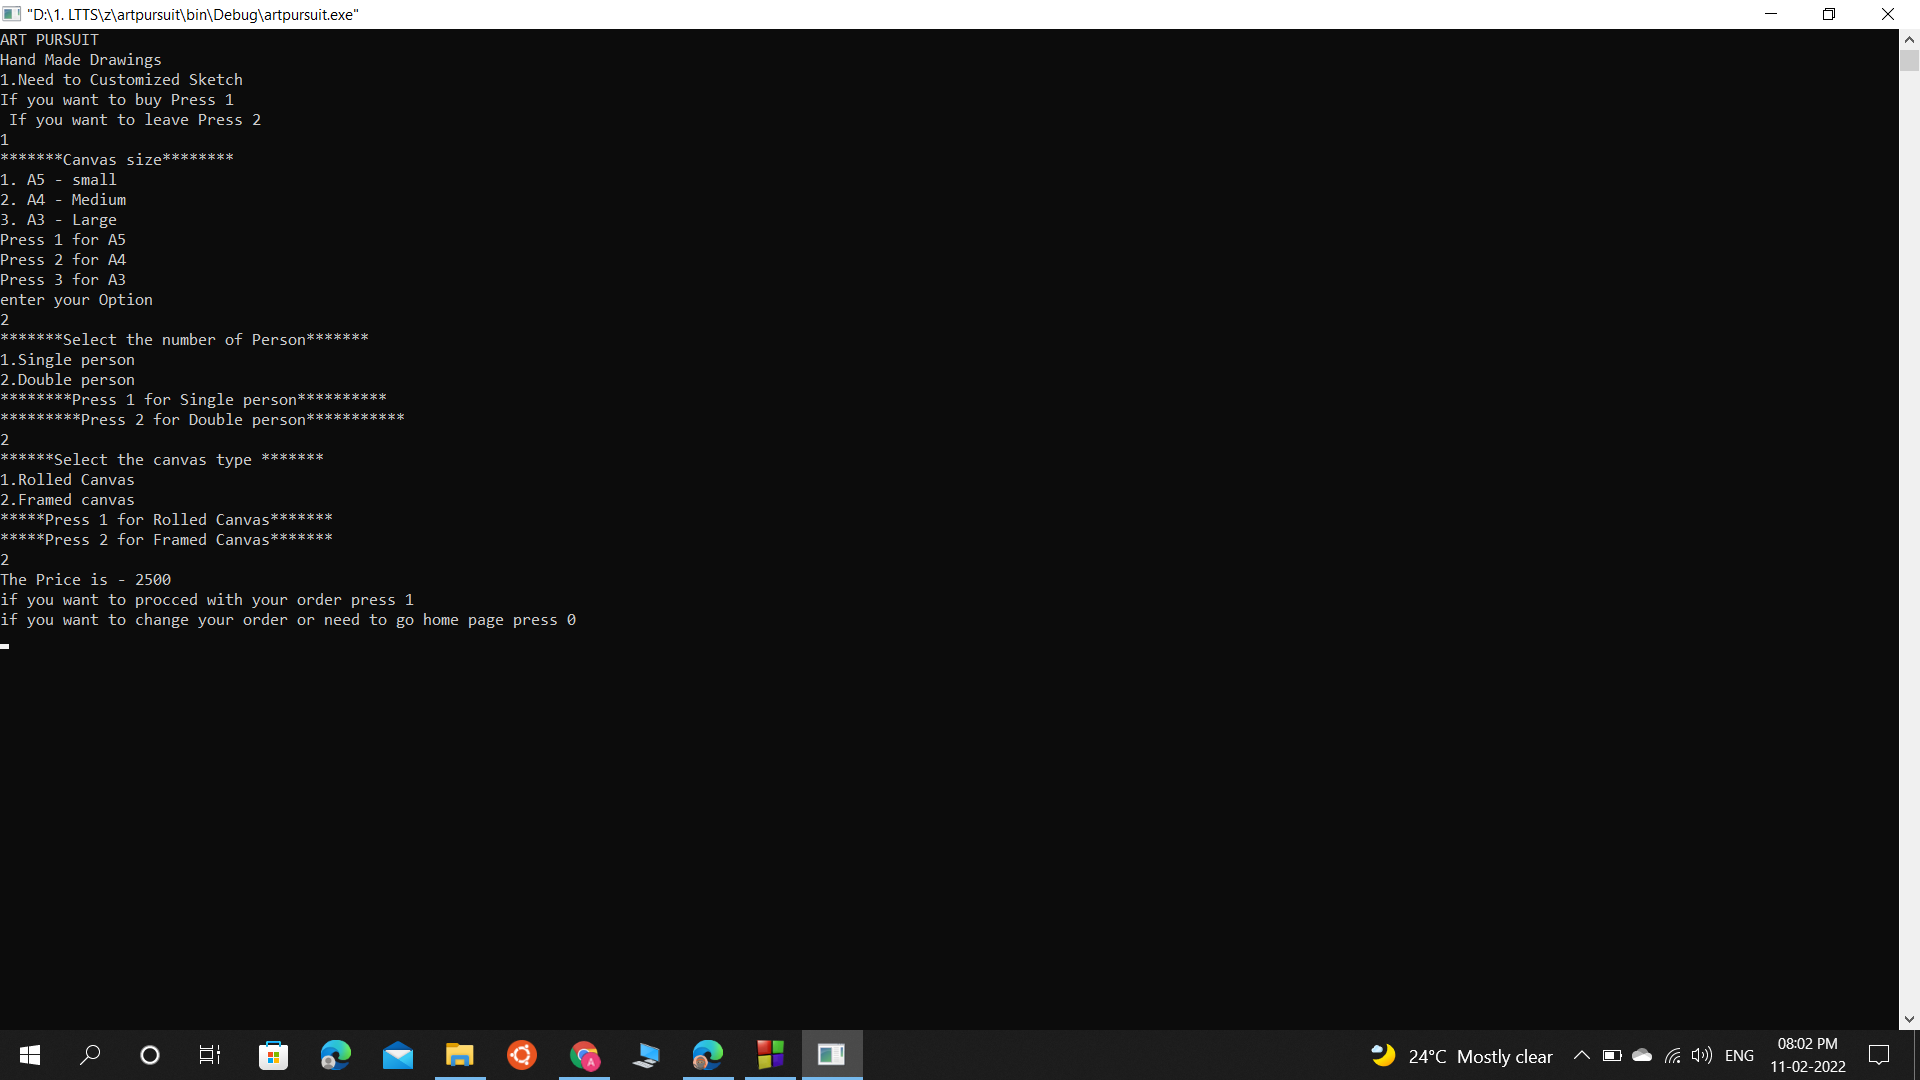 "D:\1. LTTS\z\artpursuit\bin\Debug\artpursuit.exe"
ART PURSUIT
Hand Made Drawings
1.Need to Customized Sketch
If you want to buy Press 1
 If you want to leave Press 2
1
*******Canvas size********
1. A5 - small
2. A4 - Medium
3. A3 - Large
Press 1 for A5
Press 2 for A4
Press 3 for A3
enter your Option
2
*******Select the number of Person*******
1.Single person
2.Double person
********Press 1 for Single person**********
*********Press 2 for Double person***********
2
******Select the canvas type *******
1.Rolled Canvas
2.Framed canvas
*****Press 1 for Rolled Canvas*******
*****Press 2 for Framed Canvas*******
2
The Price is - 2500
if you want to procced with your order press 1
if you want to change your order or need to go home page press 0
24°C Mostly clear
ENG
08:02 PM
11-02-2022